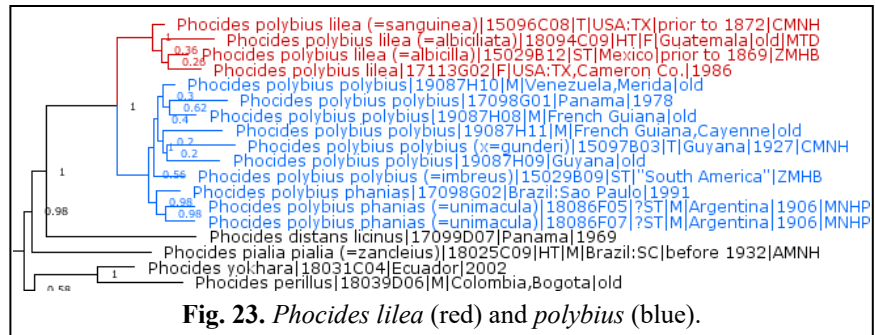 Phocides polybius lilea (=sanguinea)|15096C08|T|USA:TX|prior to 1872|CMNH
1
Phocides polybius lilea (=albiciliata)|18094C09|HT|F|Guatemala|old|MTD
0.36
Phocides polybius lilea (=albicilla)|15029B12|ST|Mexico|prior to 1869|ZMHB
0.26
Phocides polybius lilea|17113G02|F|USA:TX,Cameron Co.|1986
Phocides polybius polybius|19087H10|M|Venezuela,Merida|old
0.3
Phocides polybius polybius|17098G01|Panama|1978
1
0.62
Phocides polybius polybius|19087H08|M|French Guiana|old
0.4
Phocides polybius polybius|19087H11|M|French Guiana,Cayenne|old
0.2
Phocides polybius polybius (x=gunderi)|15097B03|T|Guyana|1927|CMNH
1
0.2
Phocides polybius polybius|19087H09|Guyana|old
1
0.56
Phocides polybius polybius (=imbreus)|15029B09|ST|"South America"|ZMHB
Phocides polybius phanias|17098G02|Brazil:Sao Paulo|1991
0.98
Phocides polybius phanias (=unimacula)|18086F05|?ST|M|Argentina|1906|MNHP
0.98
0.98
Phocides polybius phanias (=unimacula)|18086F07|?ST|M|Argentina|1906|MNHP
Phocides distans licinus|17099D07|Panama|1969
Phocides pialia pialia (=zancleius)|18025C09|HT|M|Brazil:SC|before 1932|AMNH
Phocides yokhara|18031C04|Ecuador|2002
1
Phocides perillus|18039D06|M|Colombia,Bogota|old
0.58
Fig. 23. Phocides lilea (red) and polybius (blue).